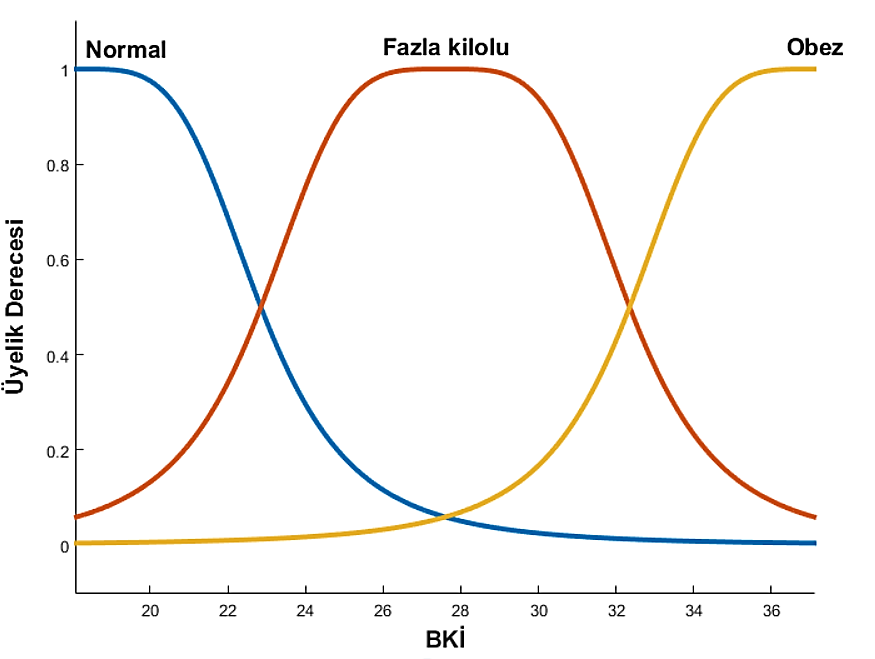 Normal
Fazla kilolu
Obez
1
0.8
0.6
0.4
0.2
0
Üyelik Derecesi
20 22 24 26 28 30 32 34 36
BKİ